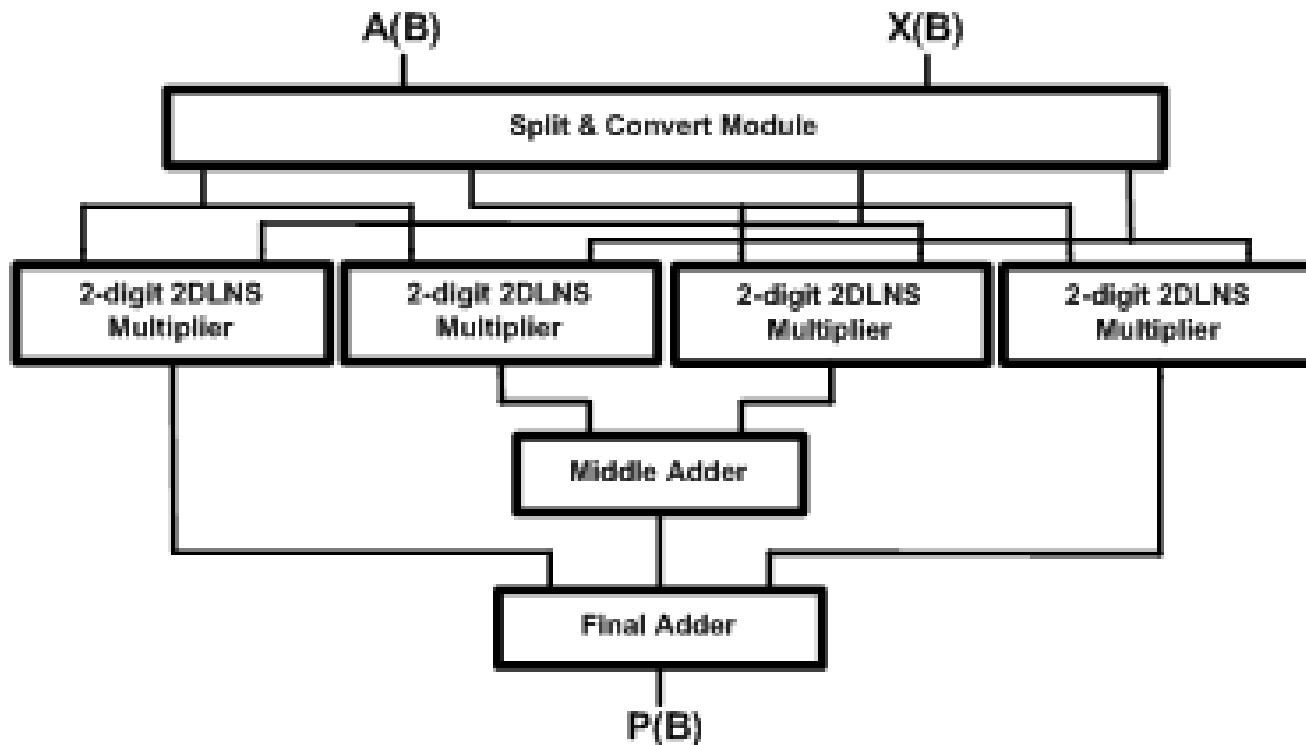 A(B) X(B)
Split & Convert Module
2-digit 2DLNS 2-digit 2DLNS 2-digit 2DLNS 2-digit 2DLNS
Multiplier Multiplier Multiplier Multiplier
Middle Adder
Final Adder
P(B)